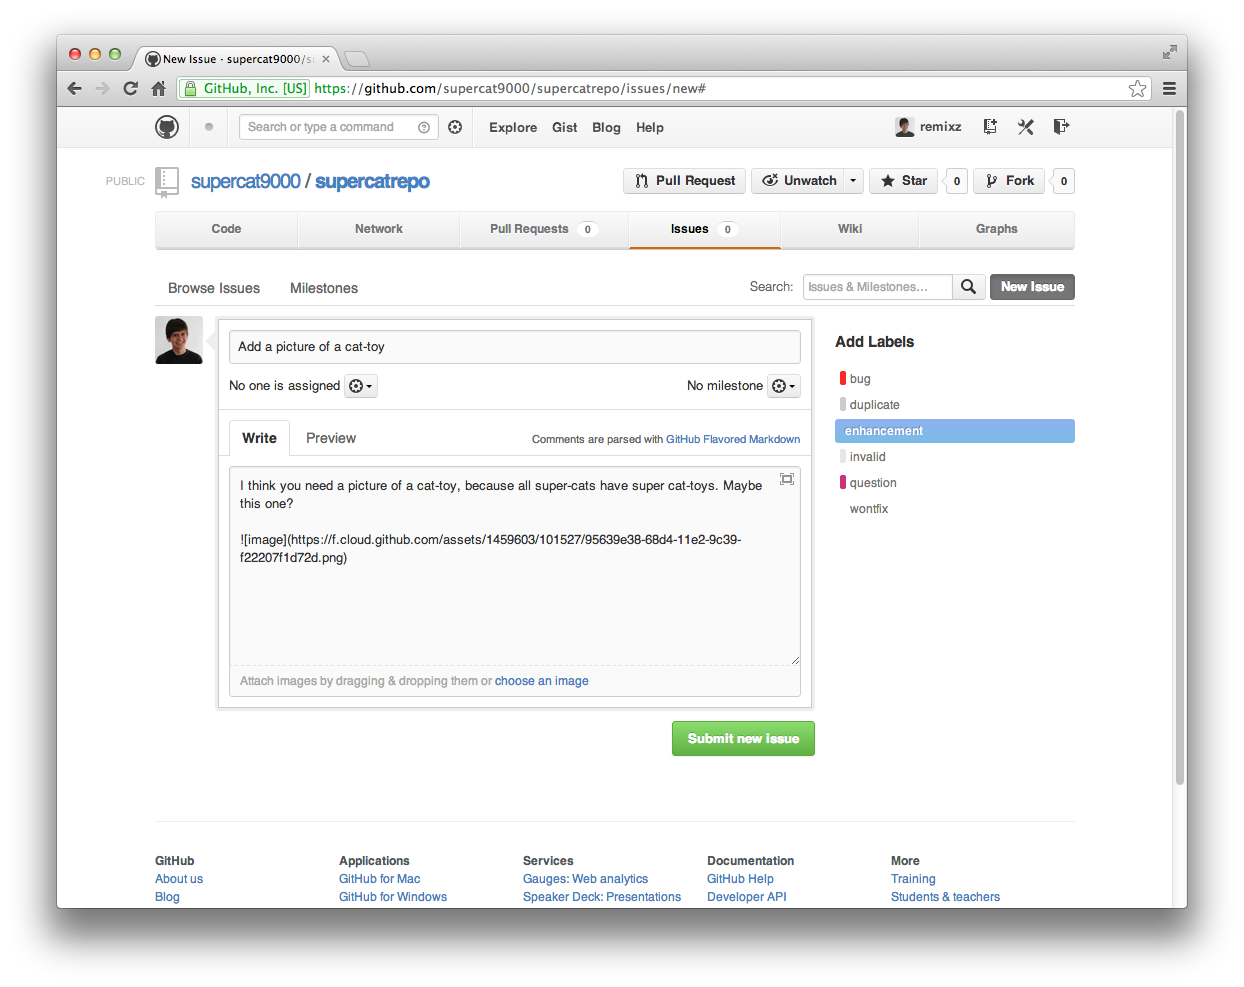 New Issue · supercat9000/s
GitHub, Inc. [US] https://github.com/supercat9000/supercatrepo/issues/new#
Search or type a command
Explore Gist Blog Help
remixz
PUBLIC supercat9000 / supercatrepo
Pull Request Unwatch Star 0 Fork 0
Code Network Pull Requests 0 Issues 0 Wiki Graphs
Browse Issues Milestones Search: Issues & Milestones... New Issue
Add a picture of a cat-toy
No one is assigned No milestone
Write Preview Comments are parsed with GitHub Flavored Markdown
I think you need a picture of a cat-toy, because all super-cats have super cat-toys. Maybe
this one?
![image](https://f.cloud.github.com/assets/1459603/101527/95639e38-68d4-11e2-9c39-
f22207f1d72d.png)
Attach images by dragging & dropping them or choose an image
Submit new issue
Add Labels
bug
duplicate
enhancement
invalid
question
wontfix
GitHub Applications Services Documentation More
About us GitHub for Mac Gauges: Web analytics GitHub Help Training
Blog GitHub for Windows Speaker Deck: Presentations Developer API Students & teachers